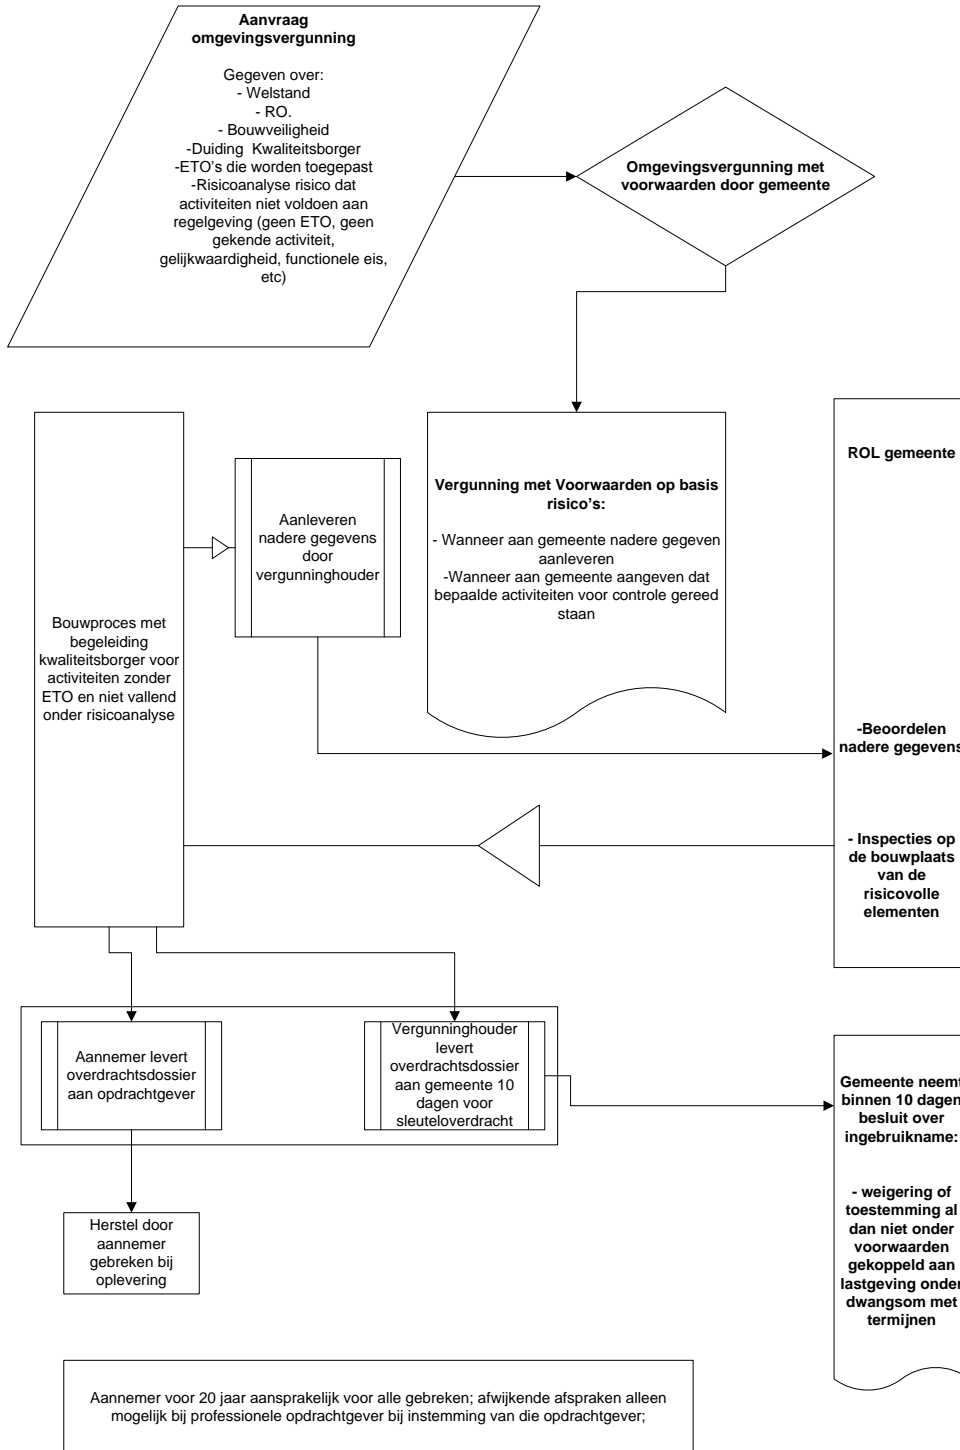 Aanvraag
omgevingsvergunning
Gegeven over:
- Welstand
- RO.
- Bouwveiligheid
-Duiding Kwaliteitsborger
-ETO's die worden toegepast
-Risicoanalyse risico dat
activiteiten niet voldoen aan
regelgeving (geen ETO, geen
gekende activiteit,
gelijkwaardigheid, functionele eis,
etc)
Omgevingsvergunning met
voorwaarden door gemeente
Vergunning met Voorwaarden op basis
risico's:
- Wanneer aan gemeente nadere gegeven
aanleveren
-Wanneer aan gemeente aangeven dat
bepaalde activiteiten voor controle gereed
staan
ROL gemeente
-Beoordelen
nadere gegevens
- Inspecties op
de bouwplaats
van de
risicovolle
elementen
Aanleveren
nadere gegevens
door
vergunninghouder
Bouwproces met
begeleiding
kwaliteitsborger voor
activiteiten zonder
ETO en niet vallend
onder risicoanalyse
Aannemer levert
overdrachtsdossier
aan opdrachtgever
Vergunninghouder
levert
overdrachtsdossier
aan gemeente 10
dagen voor
sleuteloverdracht
Gemeente neemt
binnen 10 dagen
besluit over
ingebruikname:
- weigering of
toestemming al
dan niet onder
voorwaarden
gekoppeld aan
lastgeving onder
dwangsom met
termijnen
Herstel door
aannemer
gebreken bij
oplevering
Aannemer voor 20 jaar aansprakelijk voor alle gebreken; afwijkende afspraken alleen
mogelijk bij professionele opdrachtgever bij instemming van die opdrachtgever;